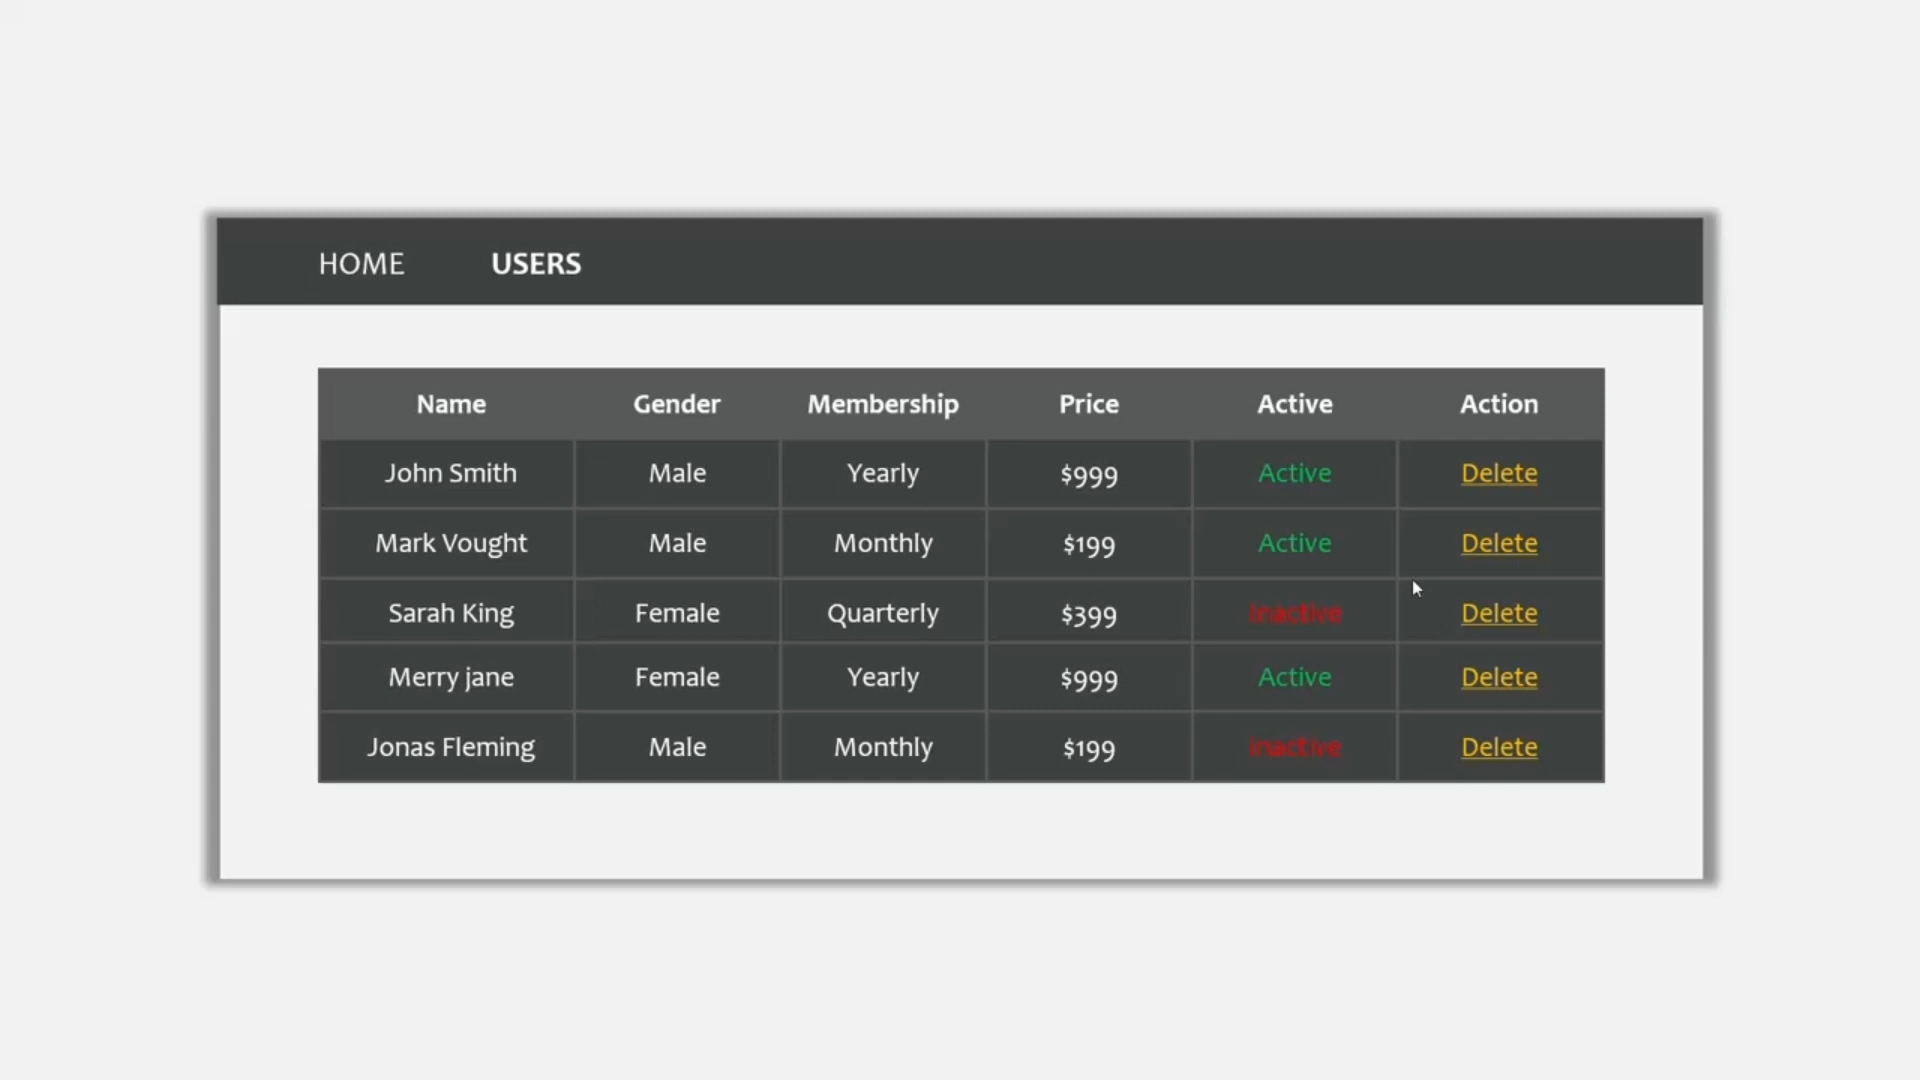 HOME USERS
Name Gender Membership Price Active Action
John Smith Male Yearly $999 Active Delete
Mark Vought Male Monthly $199 Active Delete
Sarah King Female Quarterly $399 Inactive Delete
Merry jane Female Yearly $999 Active Delete
Jonas Fleming Male Monthly $199 Inactive Delete